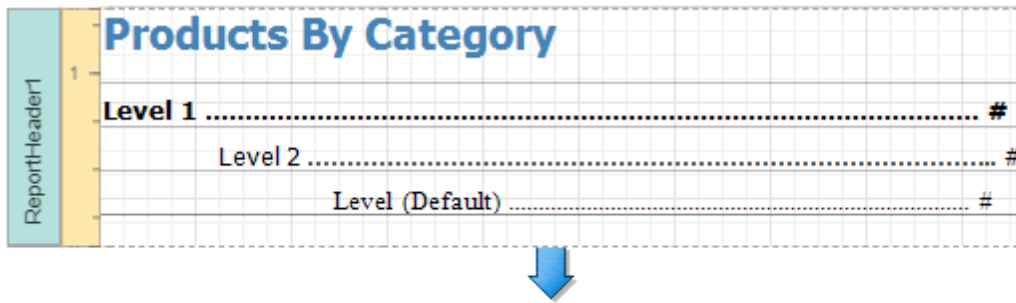 Products By Category
ReportHeader1
1
Level 1 ........................................................................................ #
Level 2 ........................................................................................ #
Level (Default) ........................................................................................ #